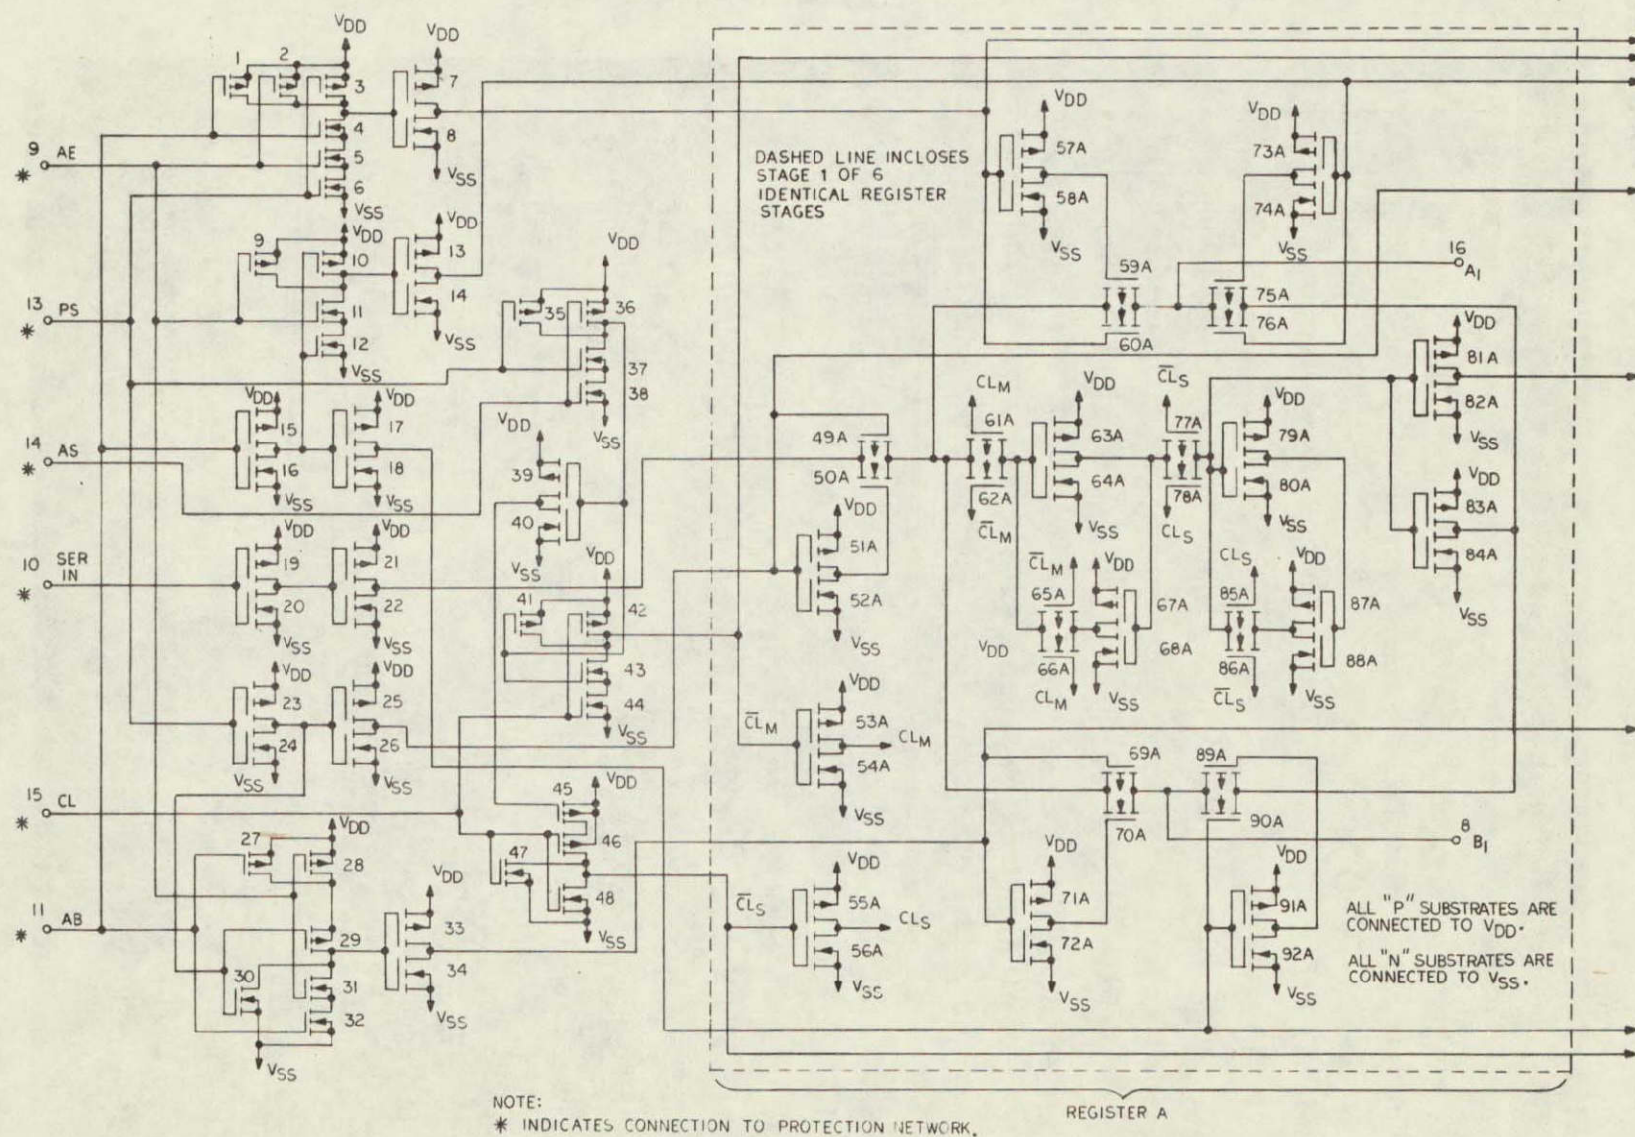 1
2
VDD
VDD
3
7
4
8
5
6
VSS
VSS
9
AE
*
VDD
9
10
VDD
13
11
14
12
VSS
VSS
13
PS
*
VDD
35
36
37
38
VSS
VDD
VDD
15
17
16
18
VSS
VSS
14
AS
*
VDD
39
40
VSS
VDD
VDD
19
21
20
22
VSS
VSS
10
SER
IN
*
VDD
41
42
43
44
VSS
VDD
VDD
23
25
24
26
VSS
VSS
15
CL
*
VDD
45
46
47
48
VSS
VDD
27
28
29
30
31
32
VSS
VDD
33
34
VSS
11
AB
*
DASHED LINE INCLOSES
STAGE 1 OF 6
IDENTICAL REGISTER
STAGES
VDD
57A
58A
VSS
VDD
73A
74A
VSS
59A
60A
75A
76A
16
A1
VDD
81A
82A
VSS
49A
50A
CLM
61A
62A
CLM
VDD
63A
64A
VSS
CLS
77A
78A
CLS
VDD
79A
80A
VSS
VDD
83A
84A
VSS
VDD
51A
52A
VSS
CLM
65A
66A
CLM
VDD
VDD
67A
68A
VSS
CLS
85A
86A
CLS
VDD
87A
88A
VSS
CLM
VDD
53A
54A
VSS
CLM
69A
70A
89A
90A
8
B1
CLS
VDD
55A
56A
VSS
CLS
VDD
71A
72A
VSS
VDD
91A
92A
VSS
ALL "P" SUBSTRATES ARE
CONNECTED TO VDD.
ALL "N" SUBSTRATES ARE
CONNECTED TO VSS.
REGISTER A
NOTE:
* INDICATES CONNECTION TO PROTECTION NETWORK.